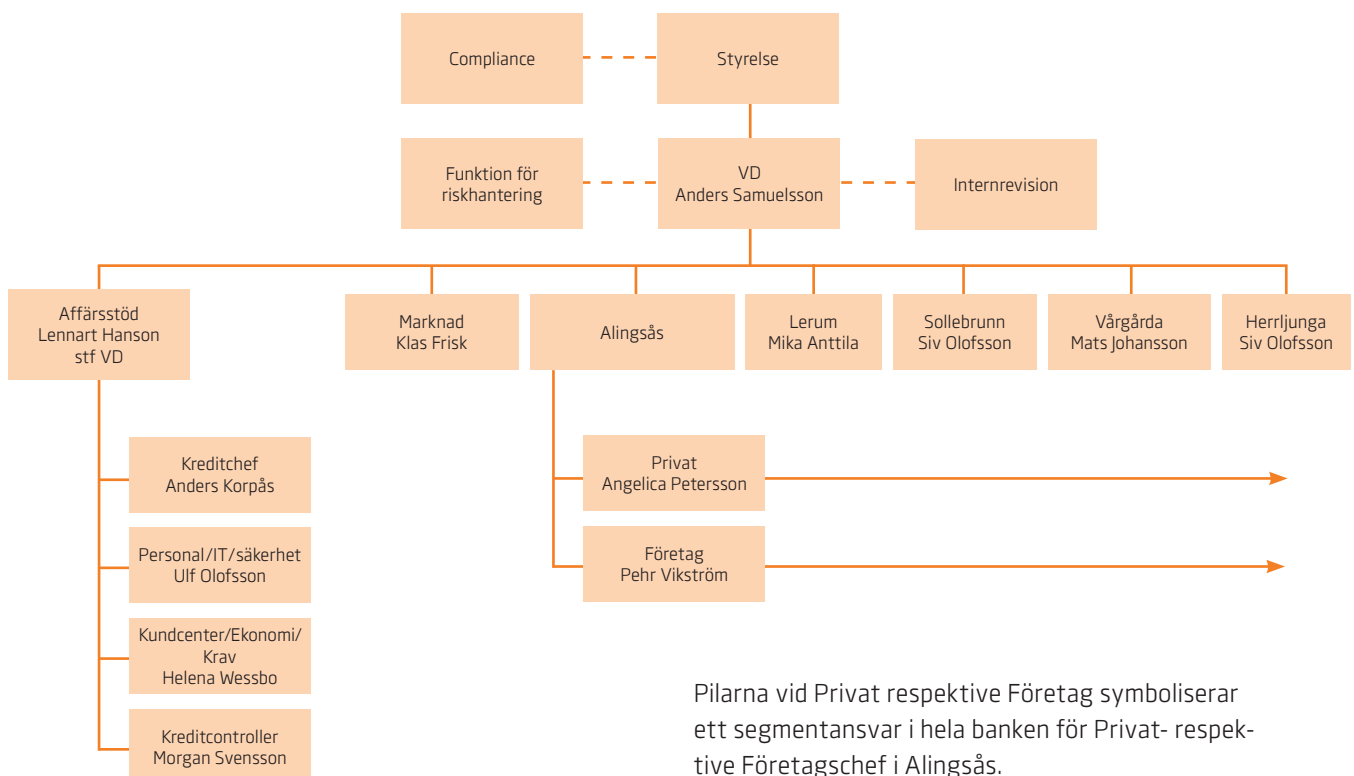 Compliance
Styrelse
Funktion för
riskhantering
VD
Anders Samuelsson
Internrevision
Affärsstöd
Lennart Hanson
stf VD
Marknad
Klas Frisk
Alingsås
Lerum
Mika Anttila
Sollebrunn
Siv Olofsson
Vårgårda
Mats Johansson
Herrljunga
Siv Olofsson
Kreditchef
Anders Korpås
Personal/IT/säkerhet
Ulf Olofsson
Kundcenter/Ekonomi/
Krav
Helena Wessbo
Kreditcontroller
Morgan Svensson
Privat
Angelica Petersson
Företag
Pehr Vikström
Pilarna vid Privat respektive Företag symboliserar
ett segmentansvar i hela banken för Privat- respek-
tive Företagschef i Alingsås.